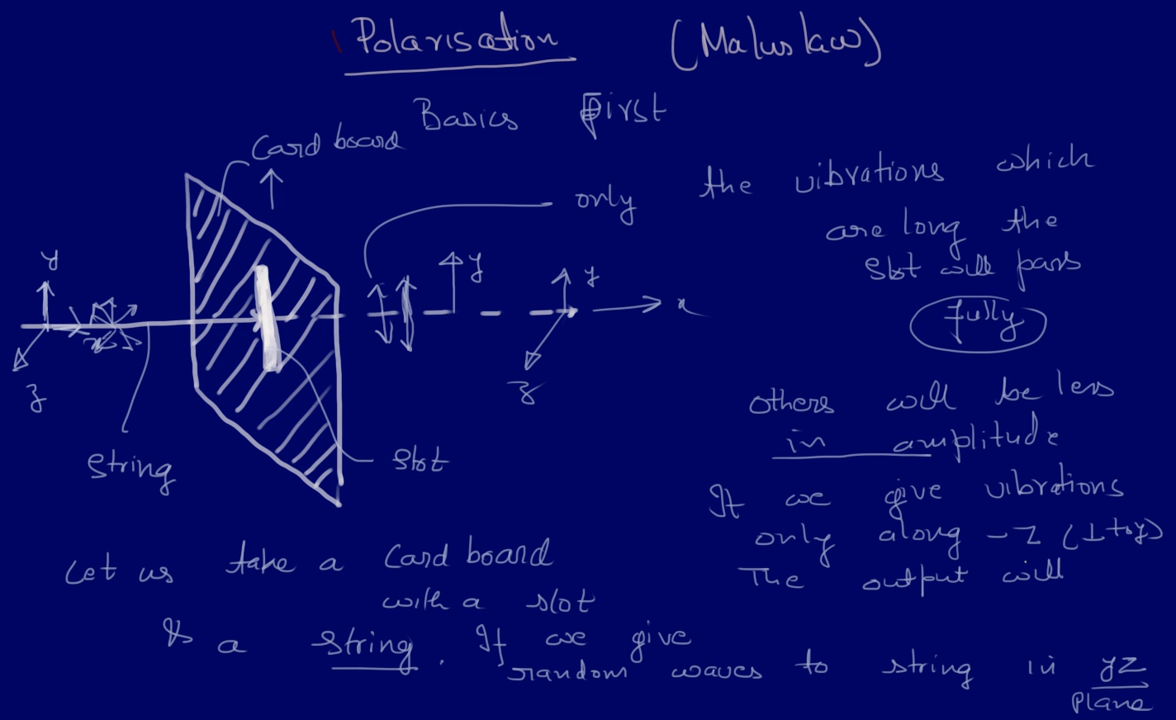 Polarisation (Malus law)
Basics First
Card board
only the vibrations which
are long the
slot will pass
fully
y
z
y
y
x
z
string
slot
others will be less
in amplitude
If we give vibrations
only along -z (⊥ to y)
The output will
Let us take a Card board
with a slot
& a string. If we give
random waves to string in yz
plane